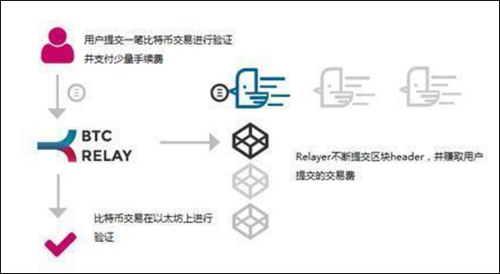 用户提交一笔比特币交易进行验证
并支付少量手续费
BTC
RELAY
Relayer不断提交区块header，并赚取用户
提交的交易费
比特币交易在以太坊上进行
验证